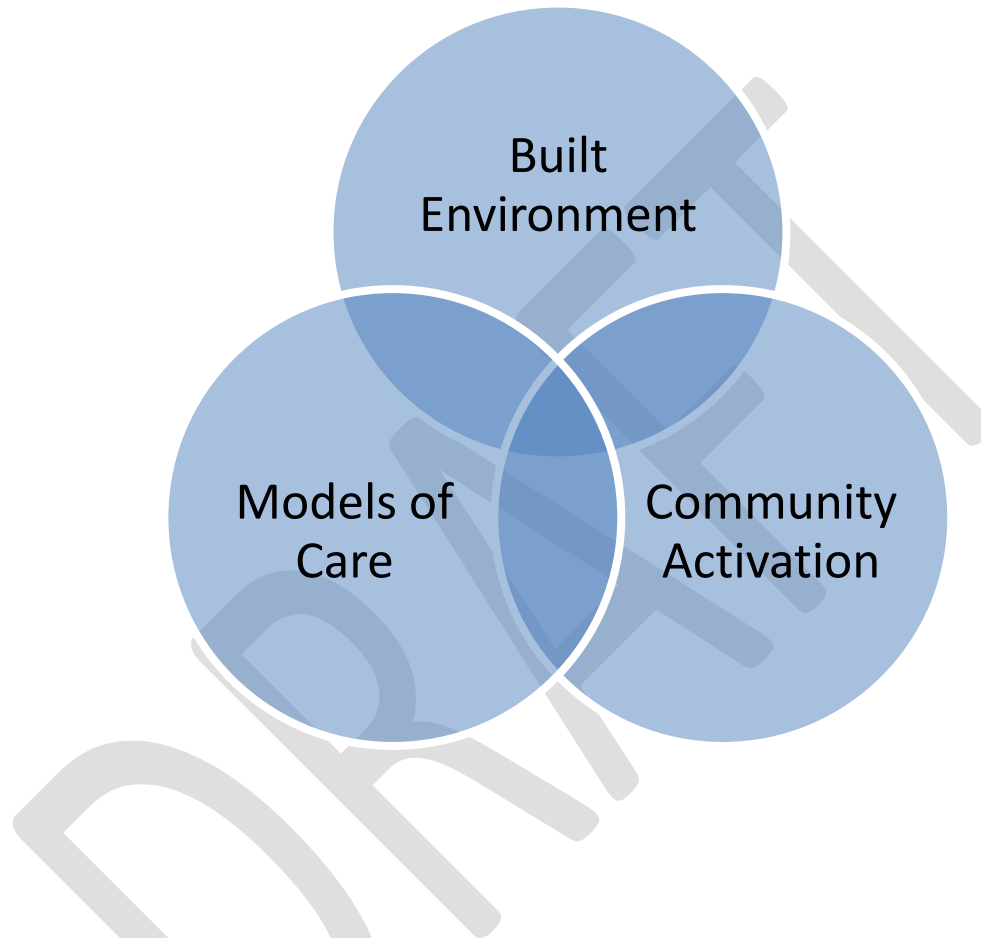 Built
Environment
Models of
Care
Community
Activation
DRAFT